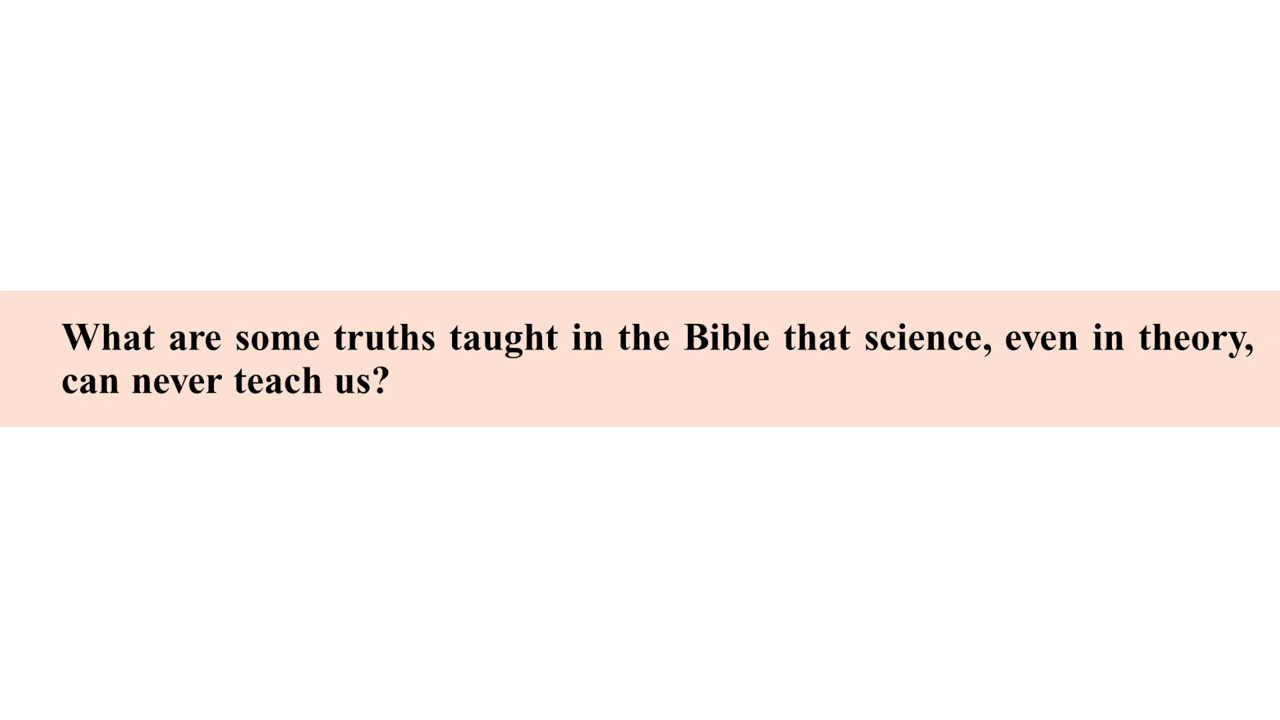 What are some truths taught in the Bible that science, even in theory,
can never teach us?